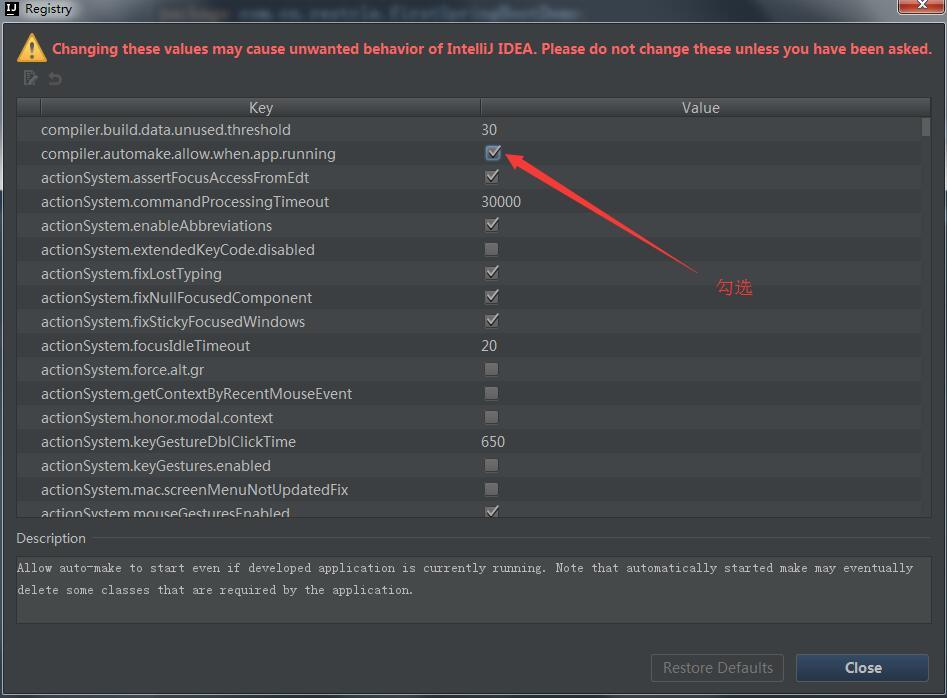 Registry
Changing these values may cause unwanted behavior of IntelliJ IDEA. Please do not change these unless you have been asked.
Key Value
compiler.build.data.unused.threshold 30
compiler.automake.allow.when.app.running
actionSystem.assertFocusAccessFromEdt
actionSystem.commandProcessingTimeout 30000
actionSystem.enableAbbreviations
actionSystem.extendedKeyCode.disabled
actionSystem.fixLostTyping
勾选
actionSystem.fixNullFocusedComponent
actionSystem.fixStickyFocusedWindows
actionSystem.focusIdleTimeout 20
actionSystem.force.alt.gr
actionSystem.getContextByRecentMouseEvent
actionSystem.honor.modal.context
actionSystem.keyGestureDblClickTime 650
actionSystem.keyGestures.enabled
actionSystem.mac.screenMenuNotUpdatedFix
actionSystem.mouseGesturesEnabled
Description
Allow auto-make to start even if developed application is currently running. Note that automatically started make may eventually
delete some classes that are required by the application.
Restore Defaults Close